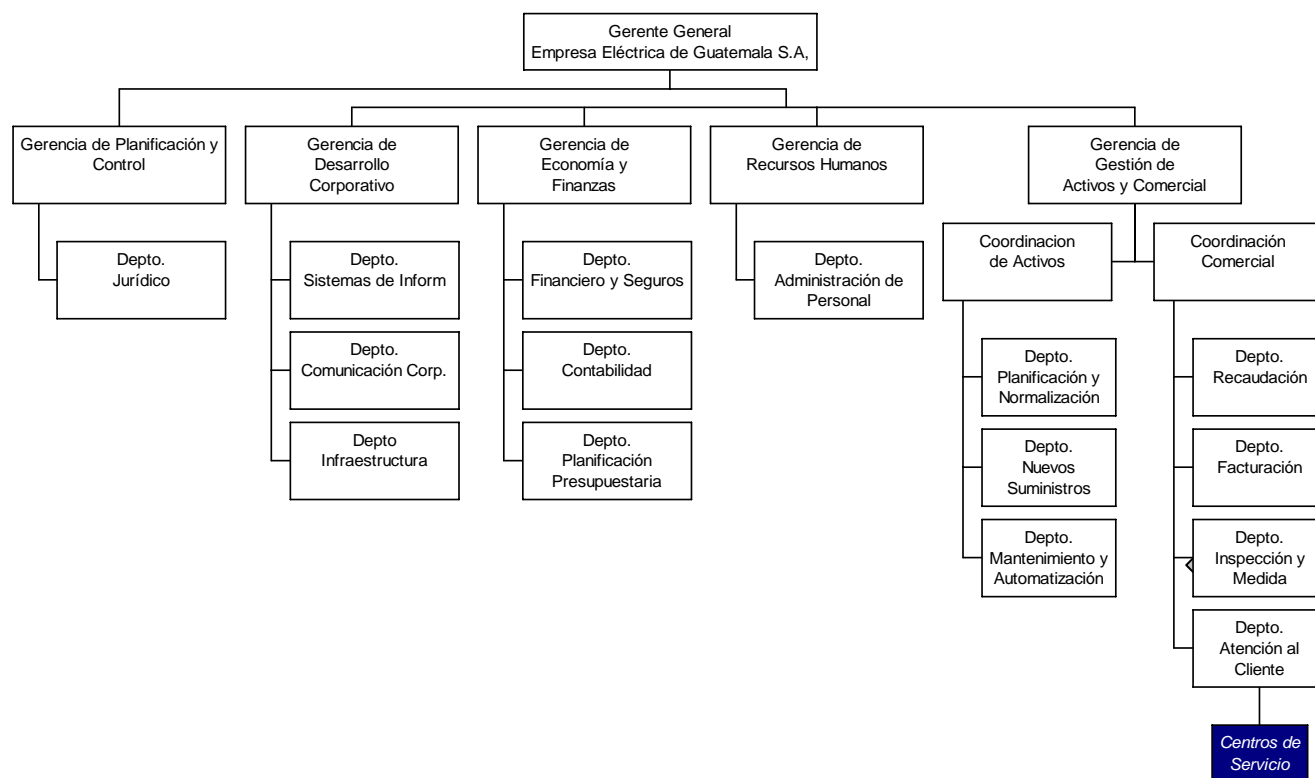 Gerente General
Empresa Eléctrica de Guatemala S.A,
Gerencia de Planificación y
Control
Gerencia de
Desarrollo
Corporativo
Gerencia de
Economía y
Finanzas
Gerencia de
Recursos Humanos
Gerencia de
Gestión de
Activos y Comercial
Depto.
Jurídico
Depto.
Sistemas de Inform
Depto.
Comunicación Corp.
Depto
Infraestructura
Depto.
Financiero y Seguros
Depto.
Contabilidad
Depto.
Planificación
Presupuestaria
Depto.
Administración de
Personal
Coordinacion
de Activos
Depto.
Planificación y
Normalización
Depto.
Nuevos
Suministros
Depto.
Mantenimiento y
Automatización
Coordinación
Comercial
Depto.
Recaudación
Depto.
Facturación
Depto.
Inspección y
Medida
Depto.
Atención al
Cliente
Centros de
Servicio